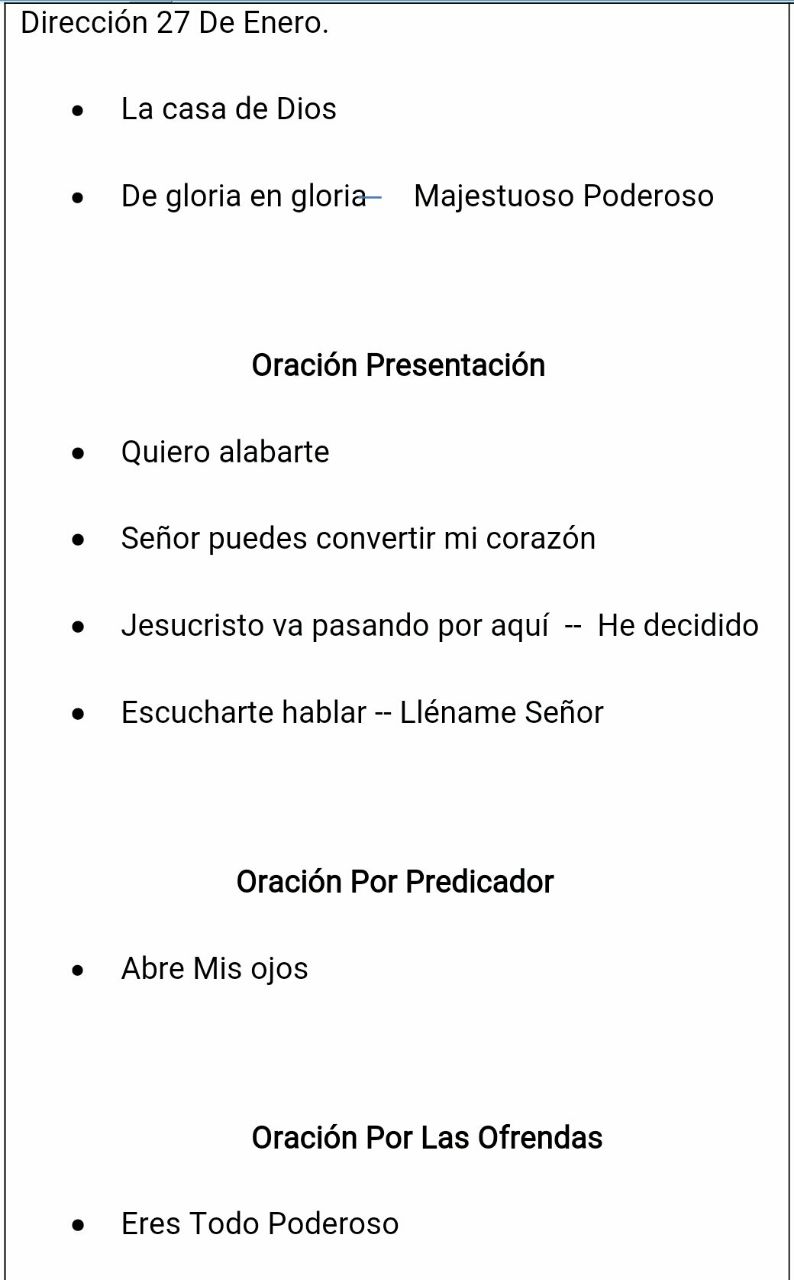 Dirección 27 De Enero.
• La casa de Dios
• De gloria en gloria– Majestuoso Poderoso
Oración Presentación
• Quiero alabarte
• Señor puedes convertir mi corazón
• Jesucristo va pasando por aquí -- He decidido
• Escucharte hablar -- Lléname Señor
Oración Por Predicador
• Abre Mis ojos
Oración Por Las Ofrendas
• Eres Todo Poderoso